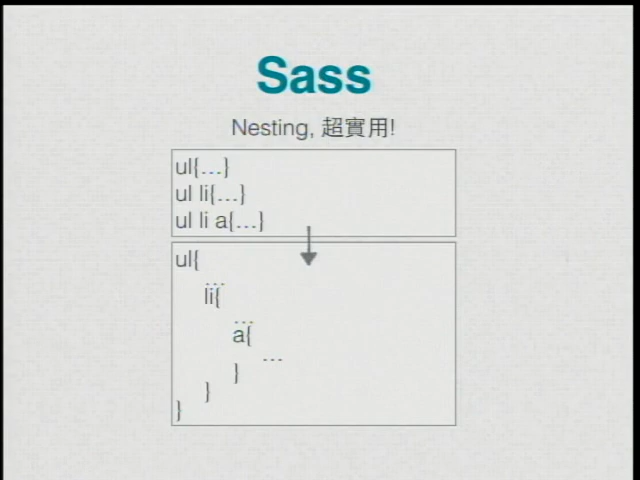 Sass
Nesting, 超實用!
ul{...}
ul li{...}
ul li a{...}
ul{
...
li{
...
a{
...
}
}
}